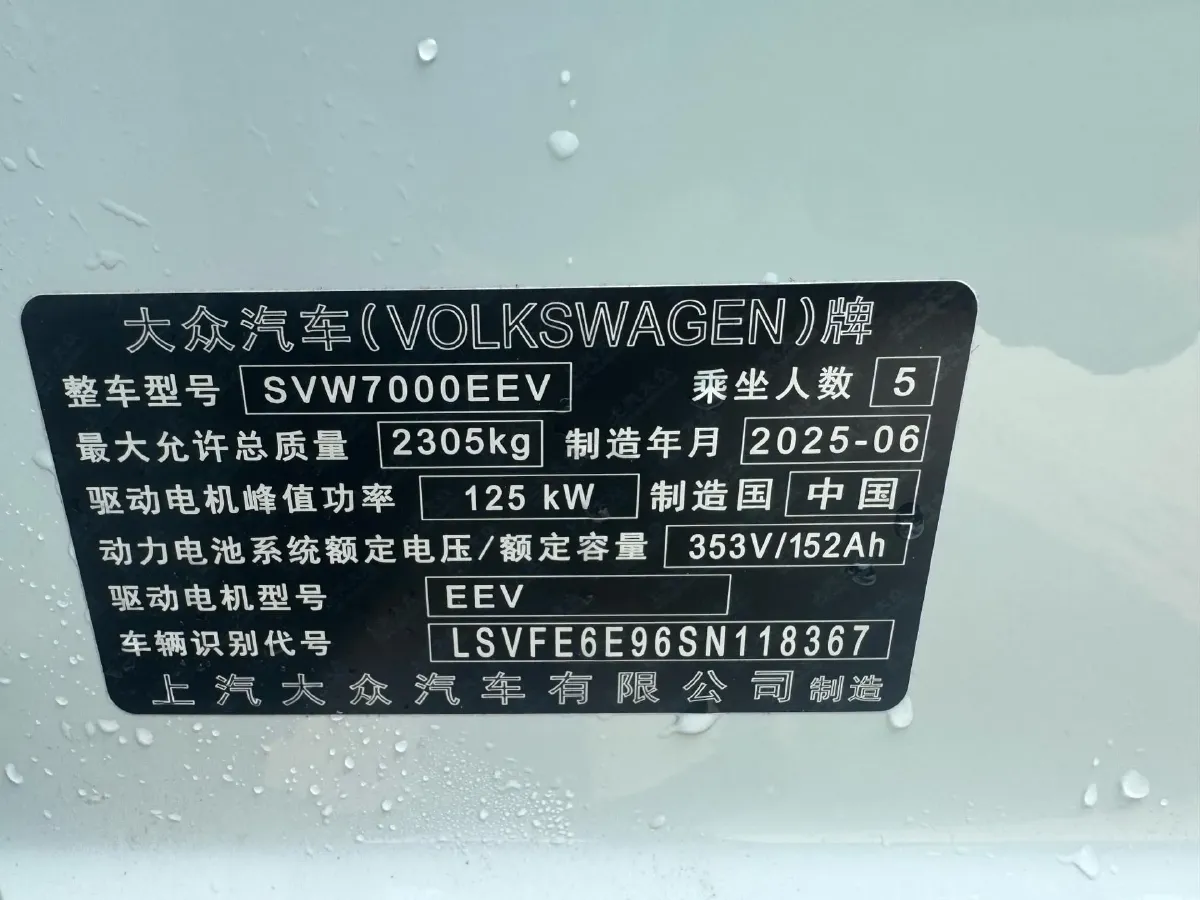 大众汽车(VOLKSWAGEN)牌
整车型号 SVW7000EEV 乘坐人数 5
最大允许总质量 2305kg 制造年月 2025-06
驱动电机峰值功率 125 kW 制造国 中国
动力电池系统额定电压/额定容量 353V/152Ah
驱动电机型号 EEV
车辆识别代号 LSVFE6E96SN118367
上汽大众汽车有限公司 制造